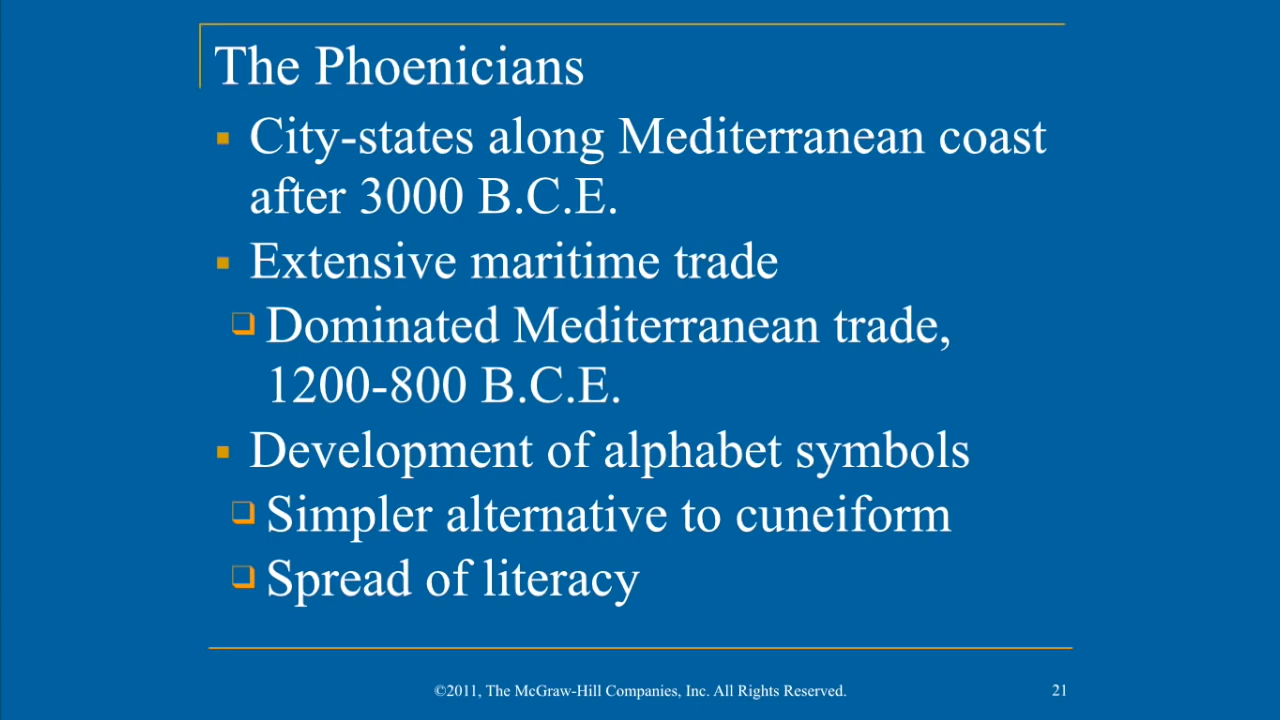 The Phoenicians
▪ City-states along Mediterranean coast
after 3000 B.C.E.
▪ Extensive maritime trade
❑ Dominated Mediterranean trade,
1200-800 B.C.E.
▪ Development of alphabet symbols
❑ Simpler alternative to cuneiform
❑ Spread of literacy
©2011, The McGraw-Hill Companies, Inc. All Rights Reserved.
21